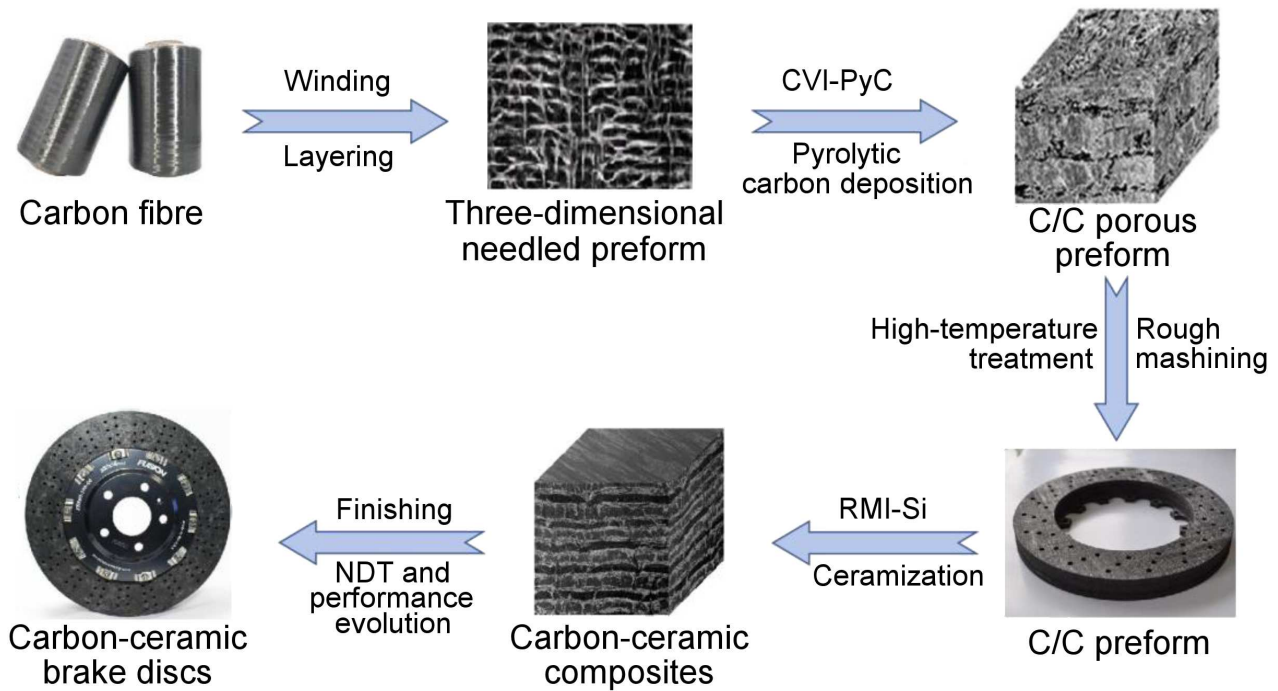 Winding
Layering
CVI-PyC
Pyrolytic
carbon deposition
Carbon fibre
Three-dimensional
needled preform
C/C porous
preform
High-temperature
treatment
Rough
mashining
FUSION
Finishing
NDT and
performance
evolution
RMI-Si
Ceramization
Carbon-ceramic
brake discs
Carbon-ceramic
composites
C/C preform